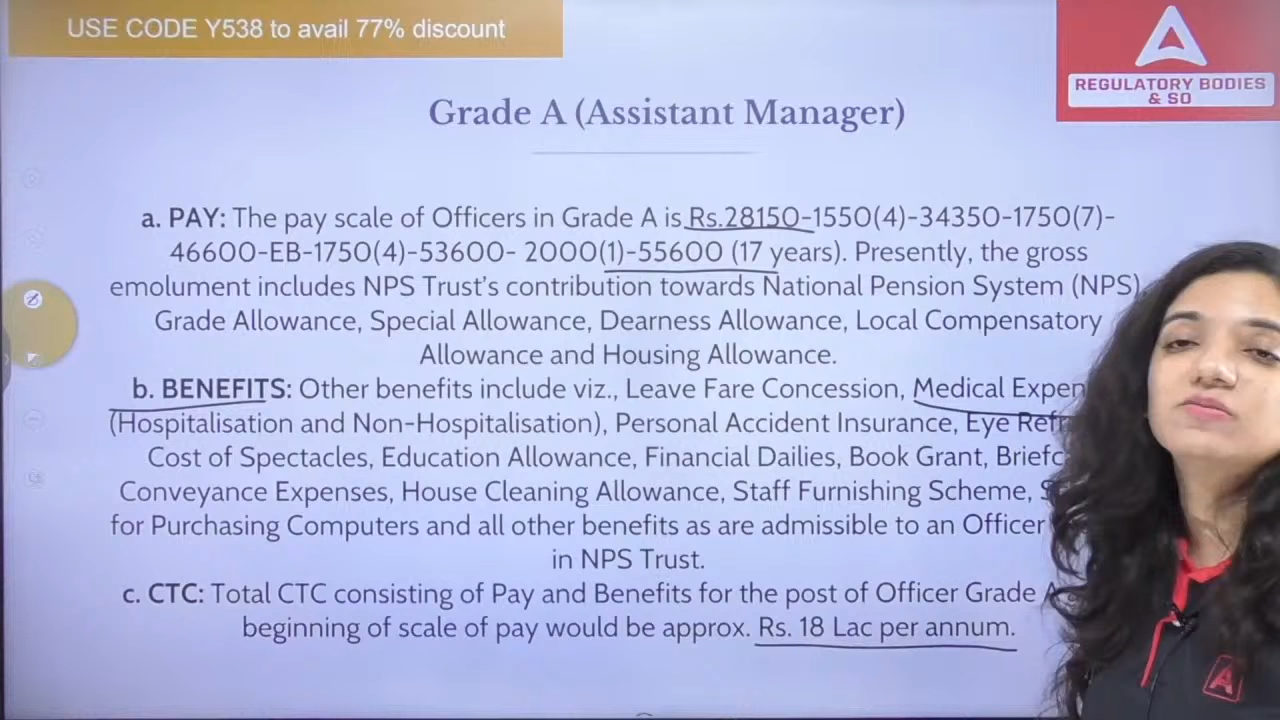 USE CODE Y538 to avail 77% discount
REGULATORY BODIES
& SO
Grade A (Assistant Manager)
a. PAY: The pay scale of Officers in Grade A is Rs.28150-1550(4)-34350-1750(7)-
46600-EB-1750(4)-53600- 2000(1)-55600 (17 years). Presently, the gross
emolument includes NPS Trust's contribution towards National Pension System (NPS)
Grade Allowance, Special Allowance, Dearness Allowance, Local Compensatory
Allowance and Housing Allowance.
b. BENEFITS: Other benefits include viz., Leave Fare Concession, Medical
(Hospitalisation and Non-Hospitalisation), Personal Accident Insurance, Eye
Cost of Spectacles, Education Allowance, Financial Dailies, Book Grant,
Conveyance Expenses, House Cleaning Allowance, Staff Furnishing Scheme,
for Purchasing Computers and all other benefits as are admissible to an Officer
in NPS Trust.
c. CTC: Total CTC consisting of Pay and Benefits for the post of Officer Grade
beginning of scale of pay would be approx. Rs. 18 Lac per annum.